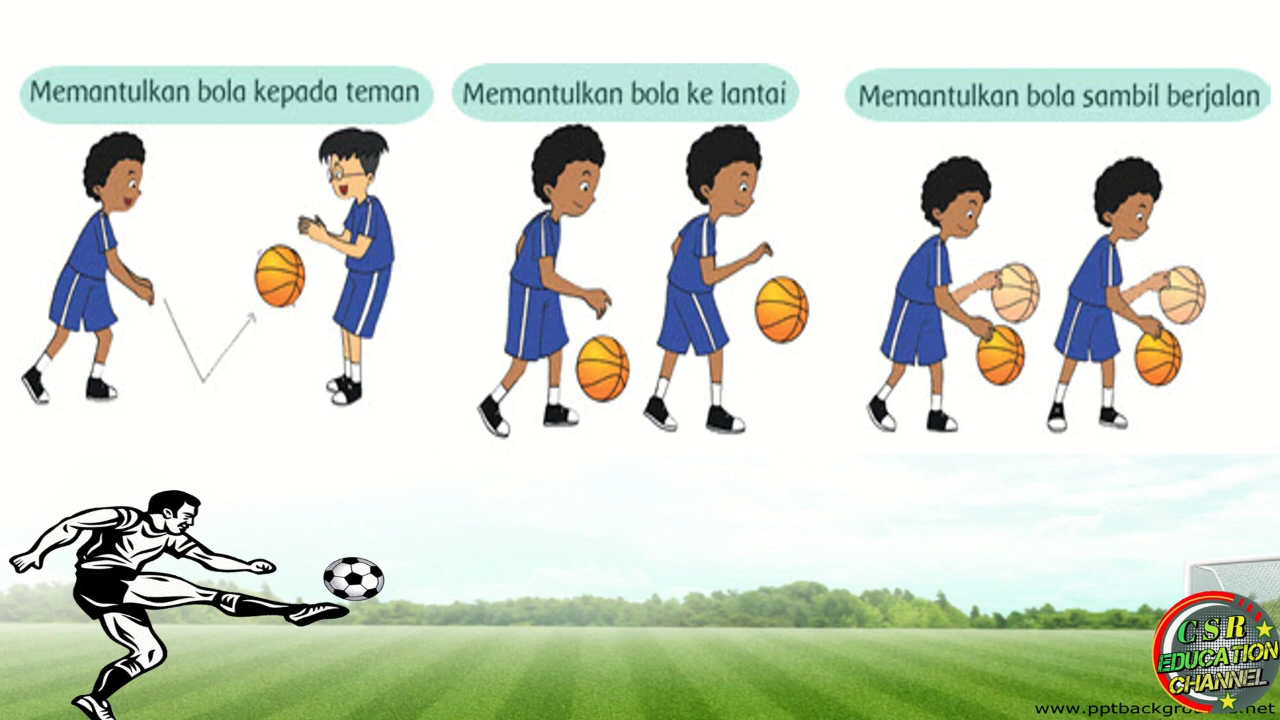 Memantulkan bola kepada teman
Memantulkan bola ke lantai
Memantulkan bola sambil berjalan
CSR
EDUCATION
CHANNEL